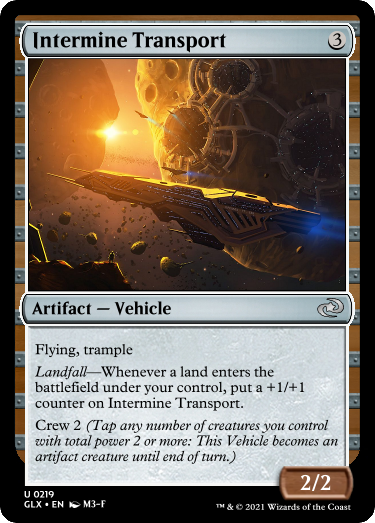 Intermine Transport 3
Artifact — Vehicle
Flying, trample
Landfall—Whenever a land enters the
battlefield under your control, put a +1/+1
counter on Intermine Transport.
Crew 2 (Tap any number of creatures you control
with total power 2 or more: This Vehicle becomes an
artifact creature until end of turn.)
2/2
U 0219
GLX • EN M3-F
™ & © 2021 Wizards of the Coast